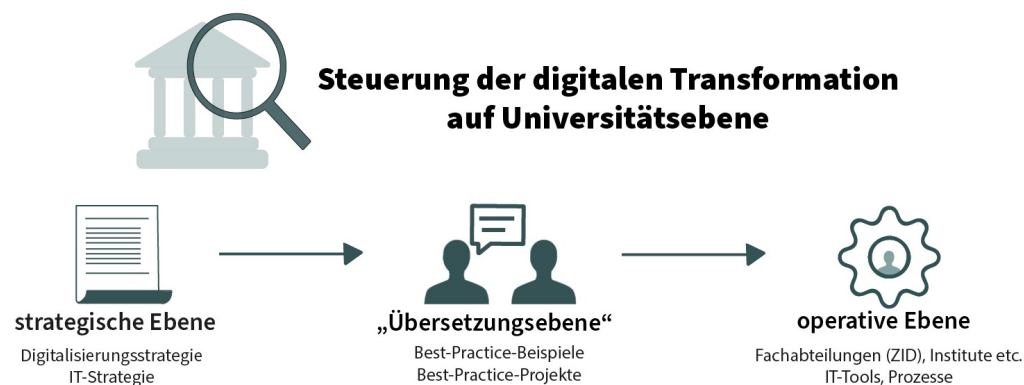 Steuerung der digitalen Transformation
auf Universitätsebene
strategische Ebene
Digitalisierungsstrategie
IT-Strategie
„Übersetzungsebene“
Best-Practice-Beispiele
Best-Practice-Projekte
operative Ebene
Fachabteilungen (ZID), Institute etc.
IT-Tools, Prozesse